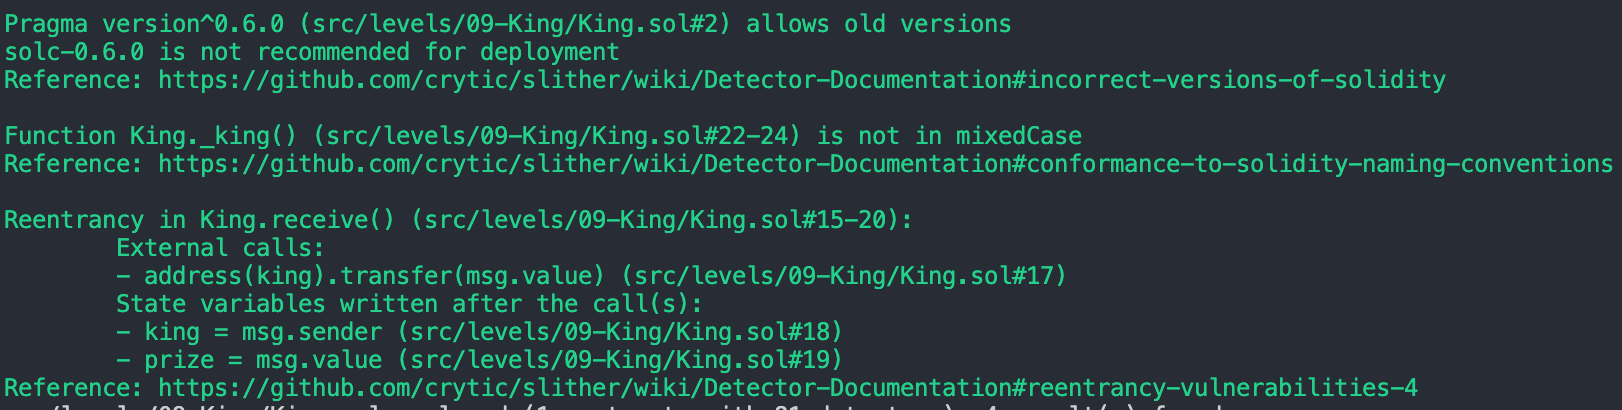 Pragma version^0.6.0 (src/levels/09-King/King.sol#2) allows old versions
solc-0.6.0 is not recommended for deployment
Reference: https://github.com/crytic/slither/wiki/Detector-Documentation#incorrect-versions-of-solidity
Function King._king() (src/levels/09-King/King.sol#22-24) is not in mixedCase
Reference: https://github.com/crytic/slither/wiki/Detector-Documentation#conformance-to-solidity-naming-conventions
Reentrancy in King.receive() (src/levels/09-King/King.sol#15-20):
External calls:
- address(king).transfer(msg.value) (src/levels/09-King/King.sol#17)
State variables written after the call(s):
- king = msg.sender (src/levels/09-King/King.sol#18)
- prize = msg.value (src/levels/09-King/King.sol#19)
Reference: https://github.com/crytic/slither/wiki/Detector-Documentation#reentrancy-vulnerabilities-4